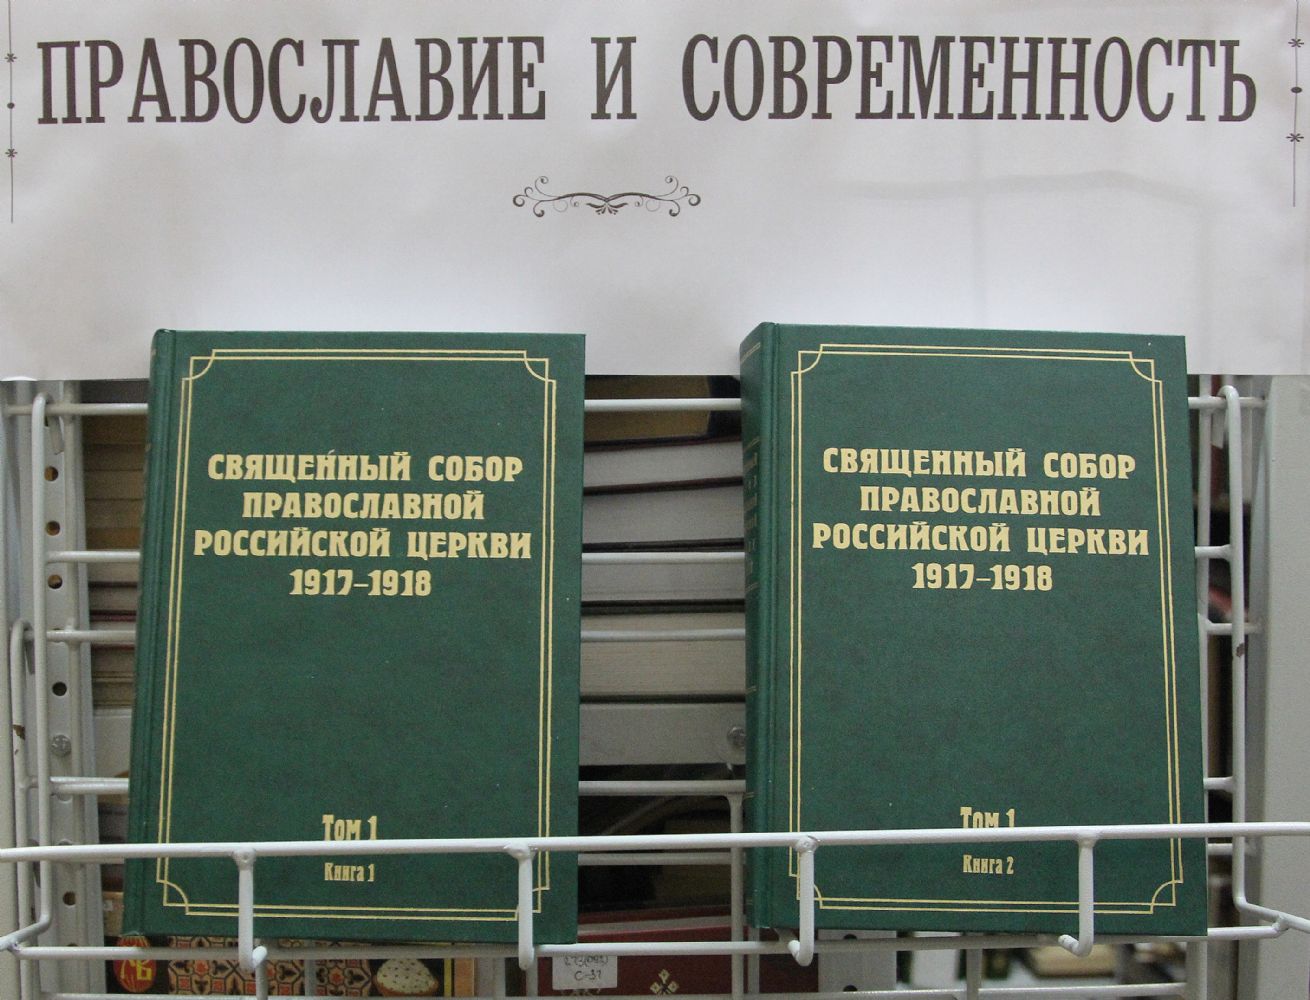 ПРАВОСЛАВИЕ И СОВРЕМЕННОСТЬ
СВЯЩЕННЫЙ СОБОР
ПРАВОСЛАВНОЙ
РОССИЙСКОЙ ЦЕРКВИ
1917–1918
Том 1
Книга 1
СВЯЩЕННЫЙ СОБОР
ПРАВОСЛАВНОЙ
РОССИЙСКОЙ ЦЕРКВИ
1917–1918
Том 1
Книга 2
ХВ